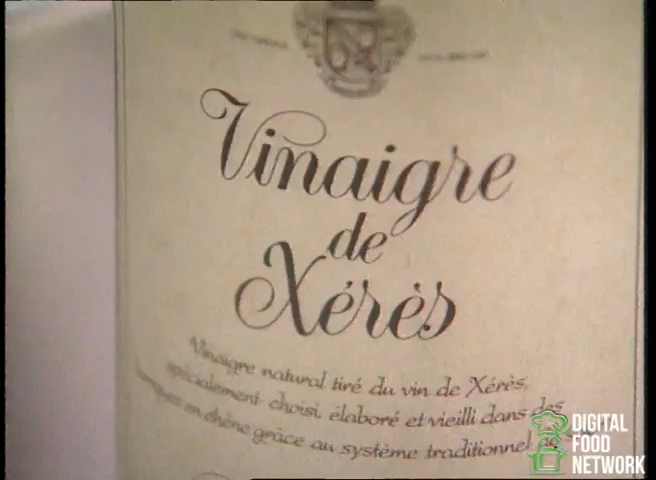 Vinaigre
de
Xérès
Vinaigre natural tiré du vin de Xérès,
spécialement choisi, élaboré et vieilli dans des
en chêne grâce au système traditionnel
DIGITAL
FOOD
NETWORK